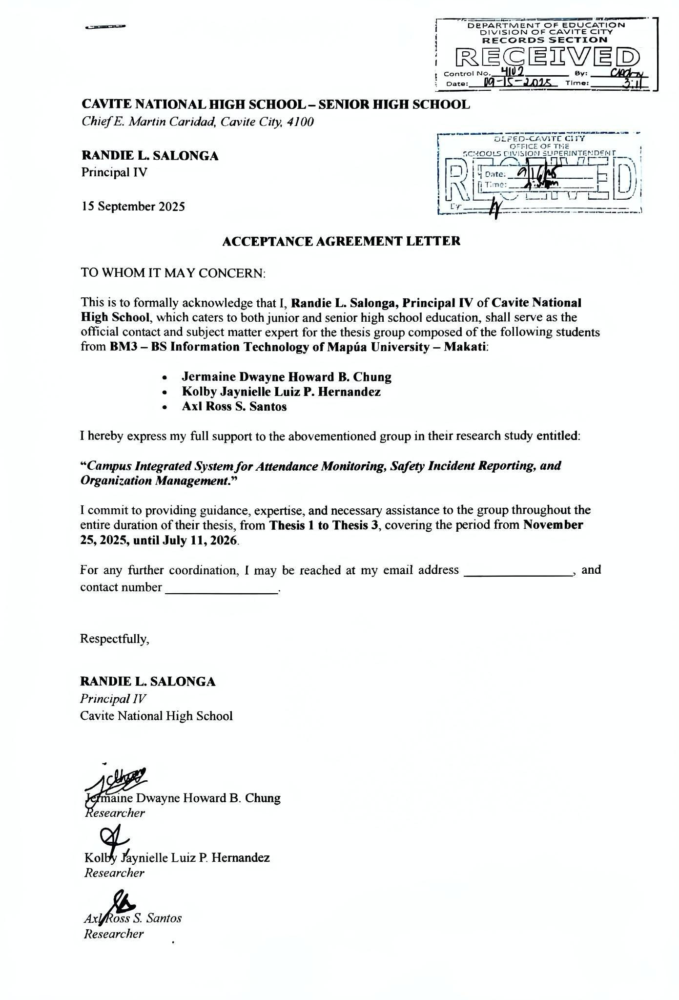 DEPARTMENT OF EDUCATION
DIVISION OF CAVITE CITY
RECORDS SECTION
RECEIVED
Control No. 4102 By:
Date: 09-15-2025 Time: 3:11
CAVITE NATIONAL HIGH SCHOOL – SENIOR HIGH SCHOOL
Chief E. Martin Caridad, Cavite City, 4100
DEPED-CAVITE CITY
OFFICE OF THE
SCHOOLS DIVISION SUPERINTENDENT
RECEIVED
Date: 9/16/25
Time:
By
RANDIE L. SALONGA
Principal IV
15 September 2025
ACCEPTANCE AGREEMENT LETTER
TO WHOM IT MAY CONCERN:
This is to formally acknowledge that I, Randie L. Salonga, Principal IV of Cavite National
High School, which caters to both junior and senior high school education, shall serve as the
official contact and subject matter expert for the thesis group composed of the following students
from BM3 – BS Information Technology of Mapúa University – Makati:
• Jermaine Dwayne Howard B. Chung
• Kolby Jaynielle Luiz P. Hernandez
• Axl Ross S. Santos
I hereby express my full support to the abovementioned group in their research study entitled:
“Campus Integrated System for Attendance Monitoring, Safety Incident Reporting, and
Organization Management.”
I commit to providing guidance, expertise, and necessary assistance to the group throughout the
entire duration of their thesis, from Thesis 1 to Thesis 3, covering the period from November
25, 2025, until July 11, 2026.
For any further coordination, I may be reached at my email address ________________, and
contact number ________________.
Respectfully,
RANDIE L. SALONGA
Principal IV
Cavite National High School
Jermaine Dwayne Howard B. Chung
Researcher
Kolby Jaynielle Luiz P. Hernandez
Researcher
Axl Ross S. Santos
Researcher